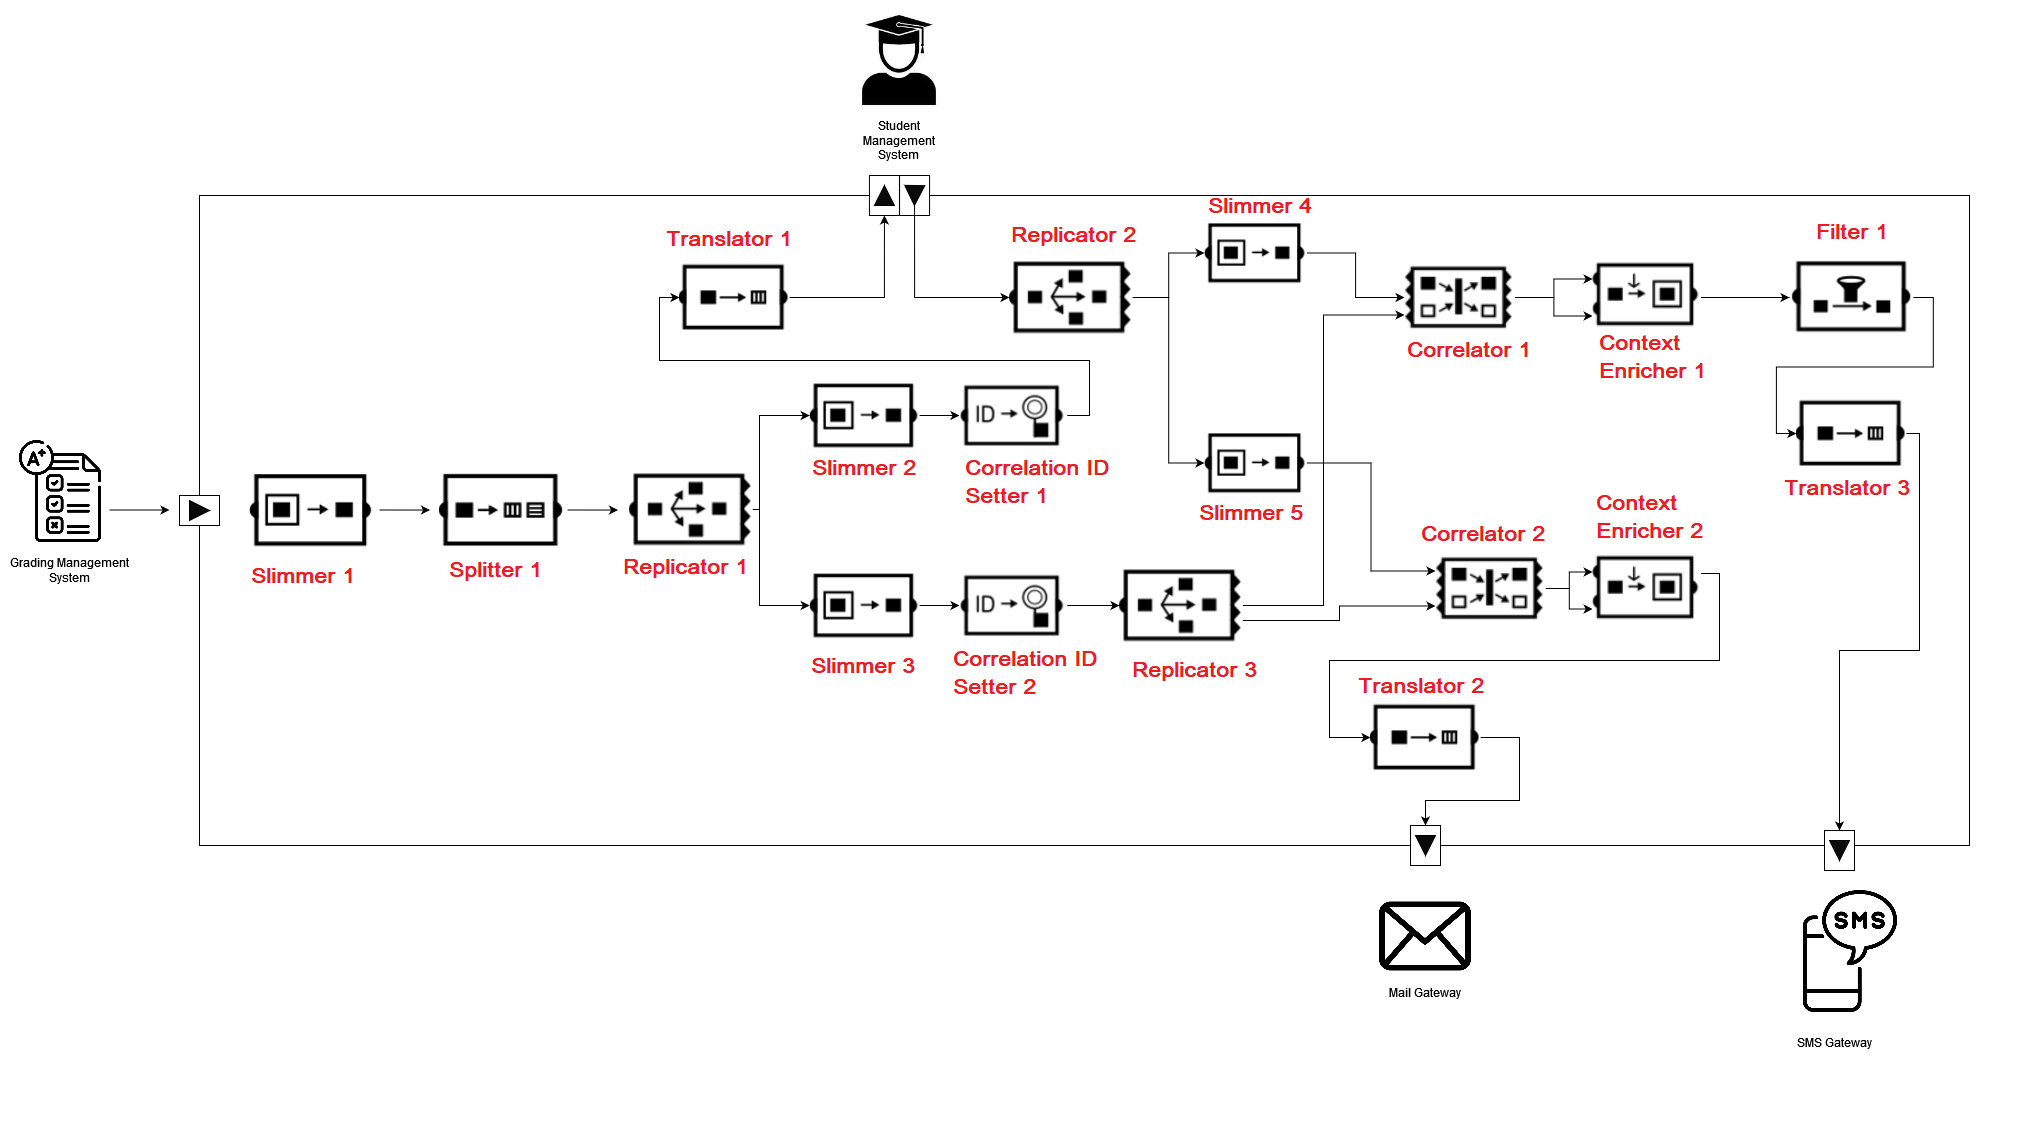 Student
Management
System
Slimmer 4
Translator 1
Replicator 2
Filter 1
Correlator 1
Context
Enricher 1
A+
Slimmer 2
Correlation ID
Setter 1
ID
Slimmer 5
Translator 3
Context
Enricher 2
Correlator 2
Grading Management
System
Slimmer 1
Splitter 1
Replicator 1
ID
Slimmer 3
Correlation ID
Setter 2
Replicator 3
Translator 2
SMS
Mail Gateway
SMS Gateway